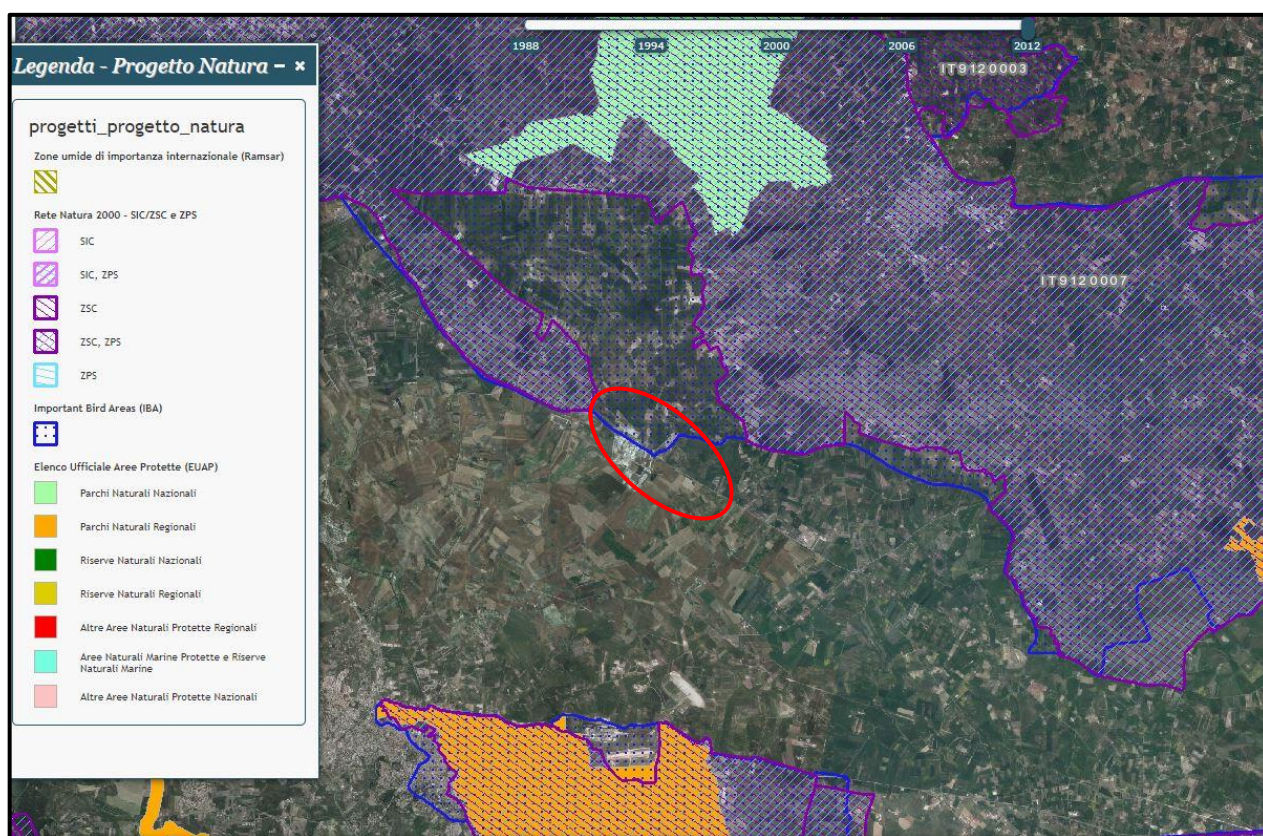 1988
1994
2000
2006
2012
Legenda - Progetto Natura
progetti_progetto_natura
Zone umide di importanza internazionale (Ramsar)
Rete Natura 2000 - SIC/ZSC e ZPS
SIC
SIC, ZPS
ZSC
ZSC, ZPS
ZPS
Important Bird Areas (IBA)
Elenco Ufficiale Aree Protette (EUAP)
Parchi Naturali Nazionali
Parchi Naturali Regionali
Riserve Naturali Nazionali
Riserve Naturali Regionali
Altre Aree Naturali Protette Regionali
Aree Naturali Marine Protette e Riserve
Naturali Marine
Altre Aree Naturali Protette Nazionali
IT9120003
IT9120007